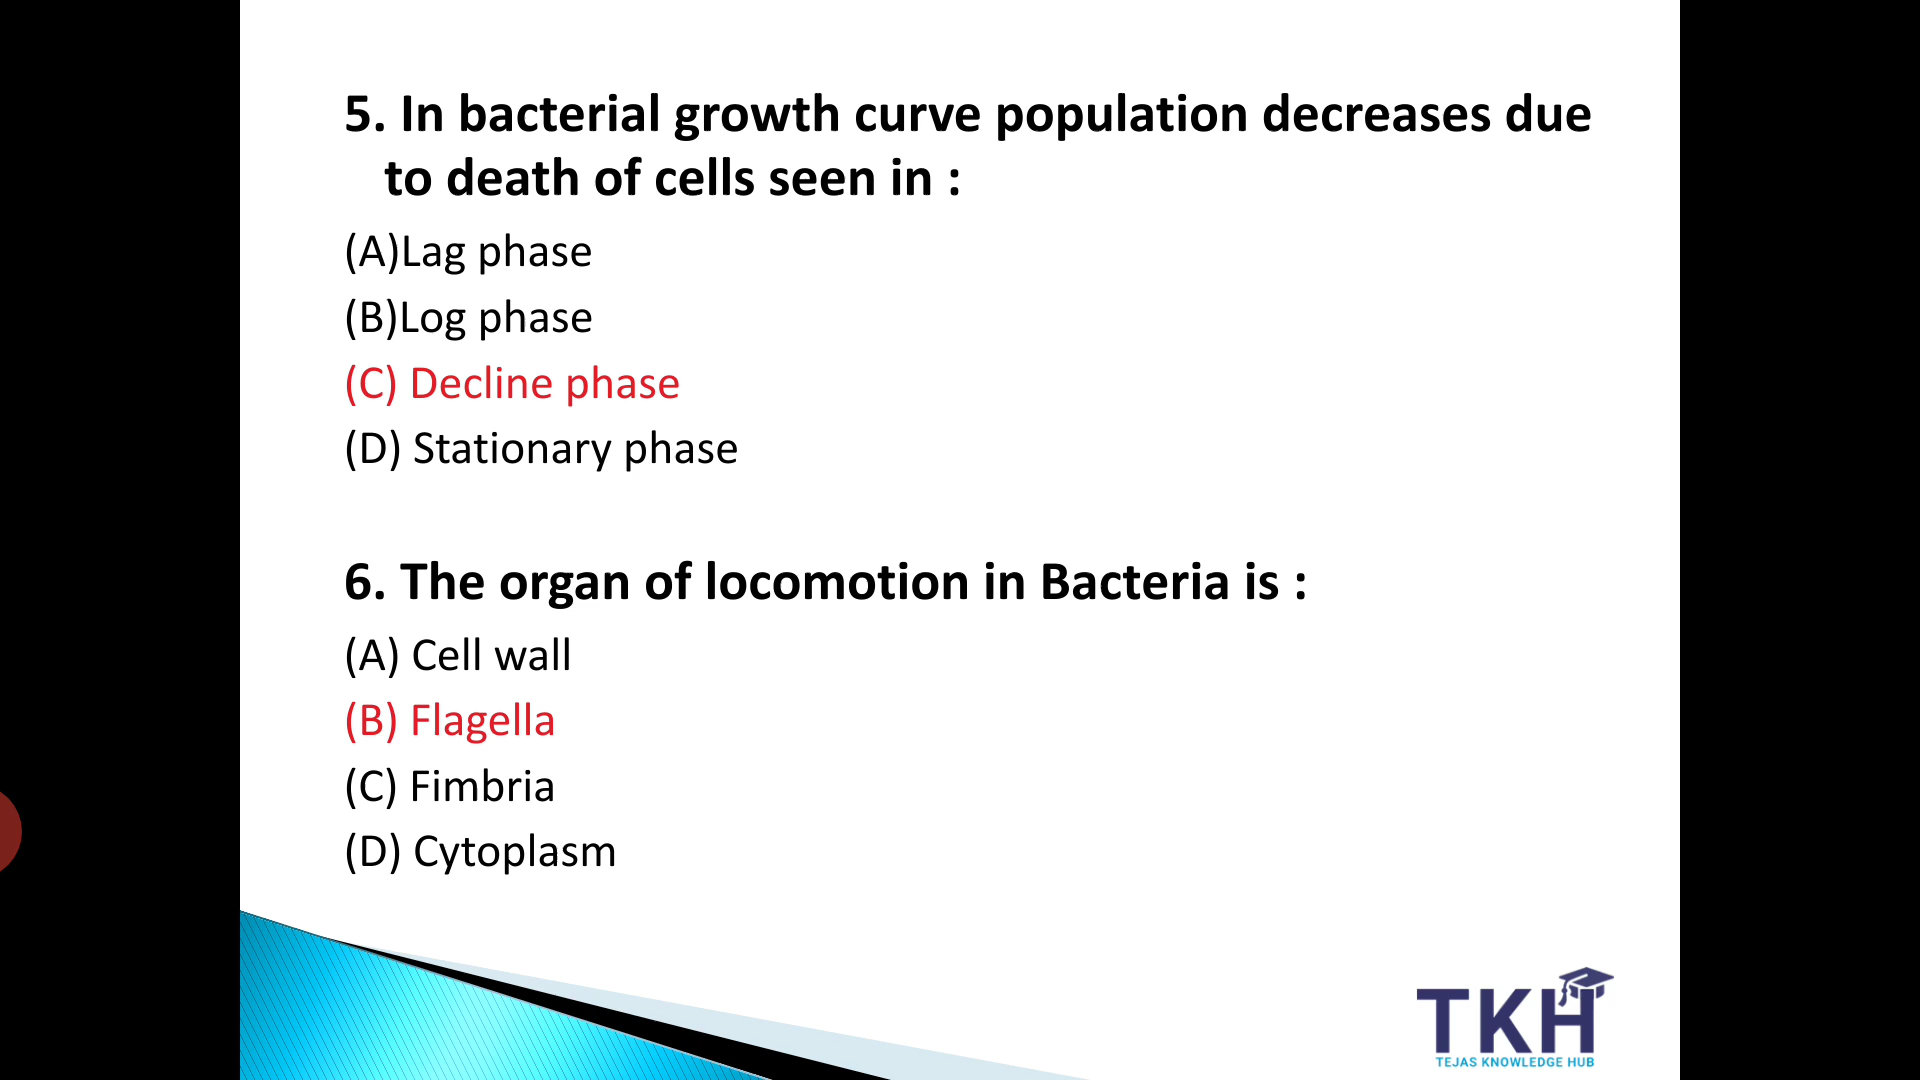 5. In bacterial growth curve population decreases due
to death of cells seen in :
(A)Lag phase
(B)Log phase
(C) Decline phase
(D) Stationary phase
6. The organ of locomotion in Bacteria is :
(A) Cell wall
(B) Flagella
(C) Fimbria
(D) Cytoplasm
TKH
TEJAS KNOWLEDGE HUB